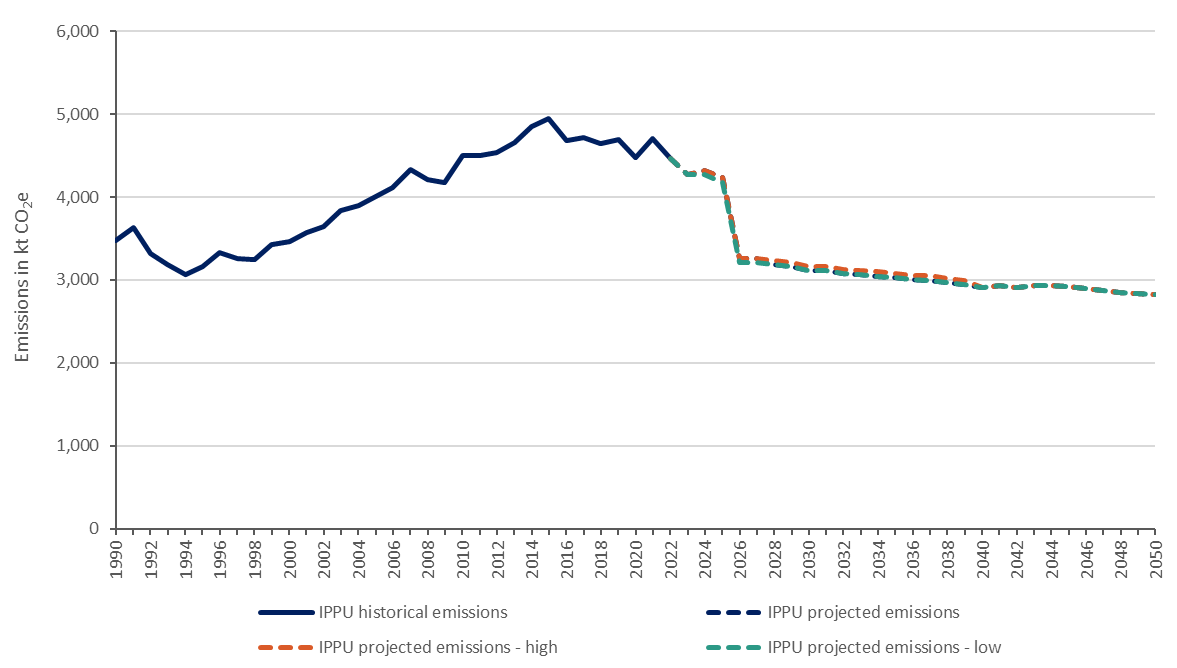 6,000
5,000
4,000
3,000
2,000
1,000
0
Emissions in kt CO₂e
1990 1992 1994 1996 1998 2000 2002 2004 2006 2008 2010 2012 2014 2016 2018 2020 2022 2024 2026 2028 2030 2032 2034 2036 2038 2040 2042 2044 2046 2048 2050
IPPU historical emissions IPPU projected emissions
IPPU projected emissions - high IPPU projected emissions - low